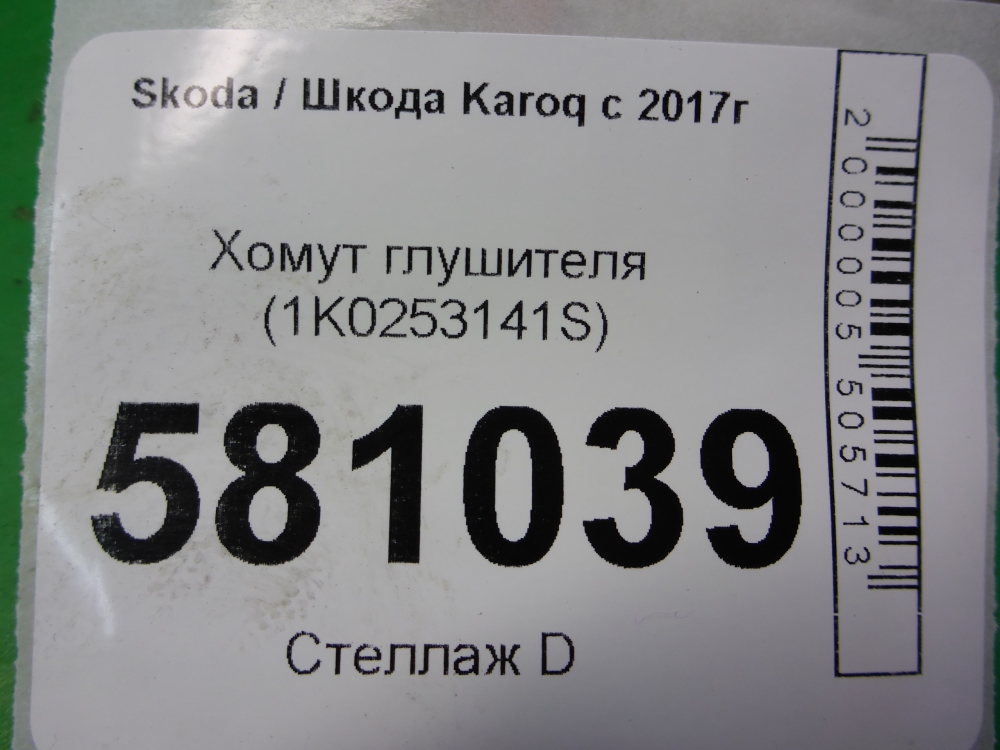 Skoda / Шкода Karoq с 2017г
Хомут глушителя
(1K0253141S)
581039
Стеллаж D
2 000005 505713